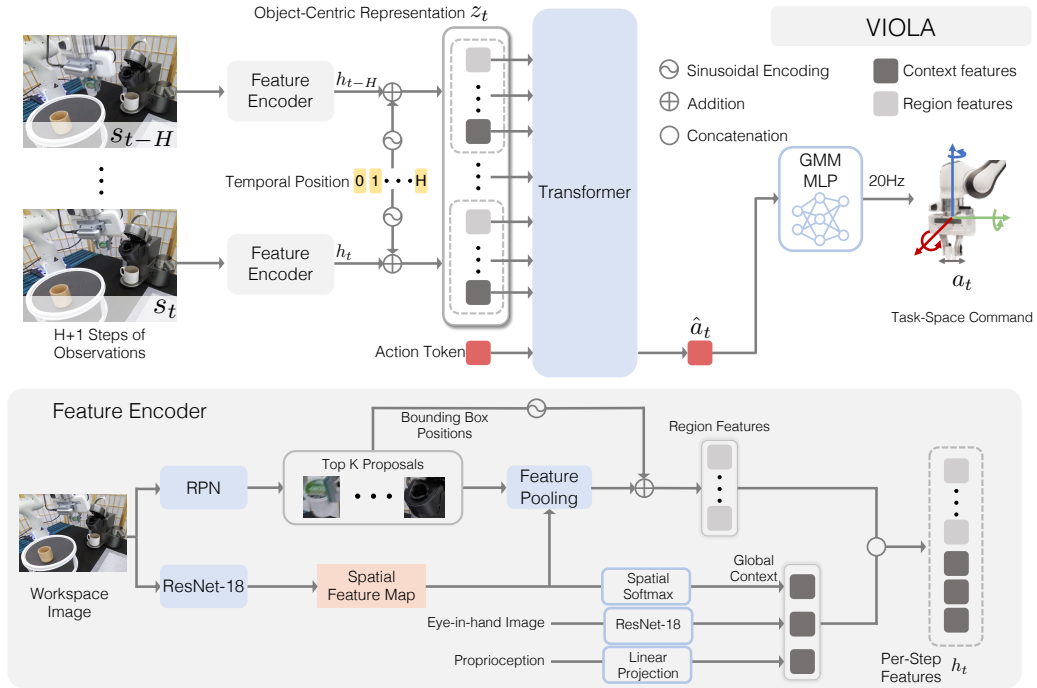 Object-Centric Representation z_t
VIOLA
Sinusoidal Encoding
Addition
Concatenation
Context features
Region features
s_{t-H}
Feature
Encoder
h_{t-H}
Temporal Position
0 1 ··· H
s_t
Feature
Encoder
h_t
H+1 Steps of
Observations
Action Token
Transformer
â_t
GMM
MLP
20Hz
a_t
Task-Space Command
Feature Encoder
Bounding Box
Positions
Workspace
Image
RPN
Top K Proposals
Feature
Pooling
Region Features
ResNet-18
Spatial
Feature Map
Spatial
Softmax
Global
Context
Eye-in-hand Image
ResNet-18
Proprioception
Linear
Projection
Per-Step
Features h_t